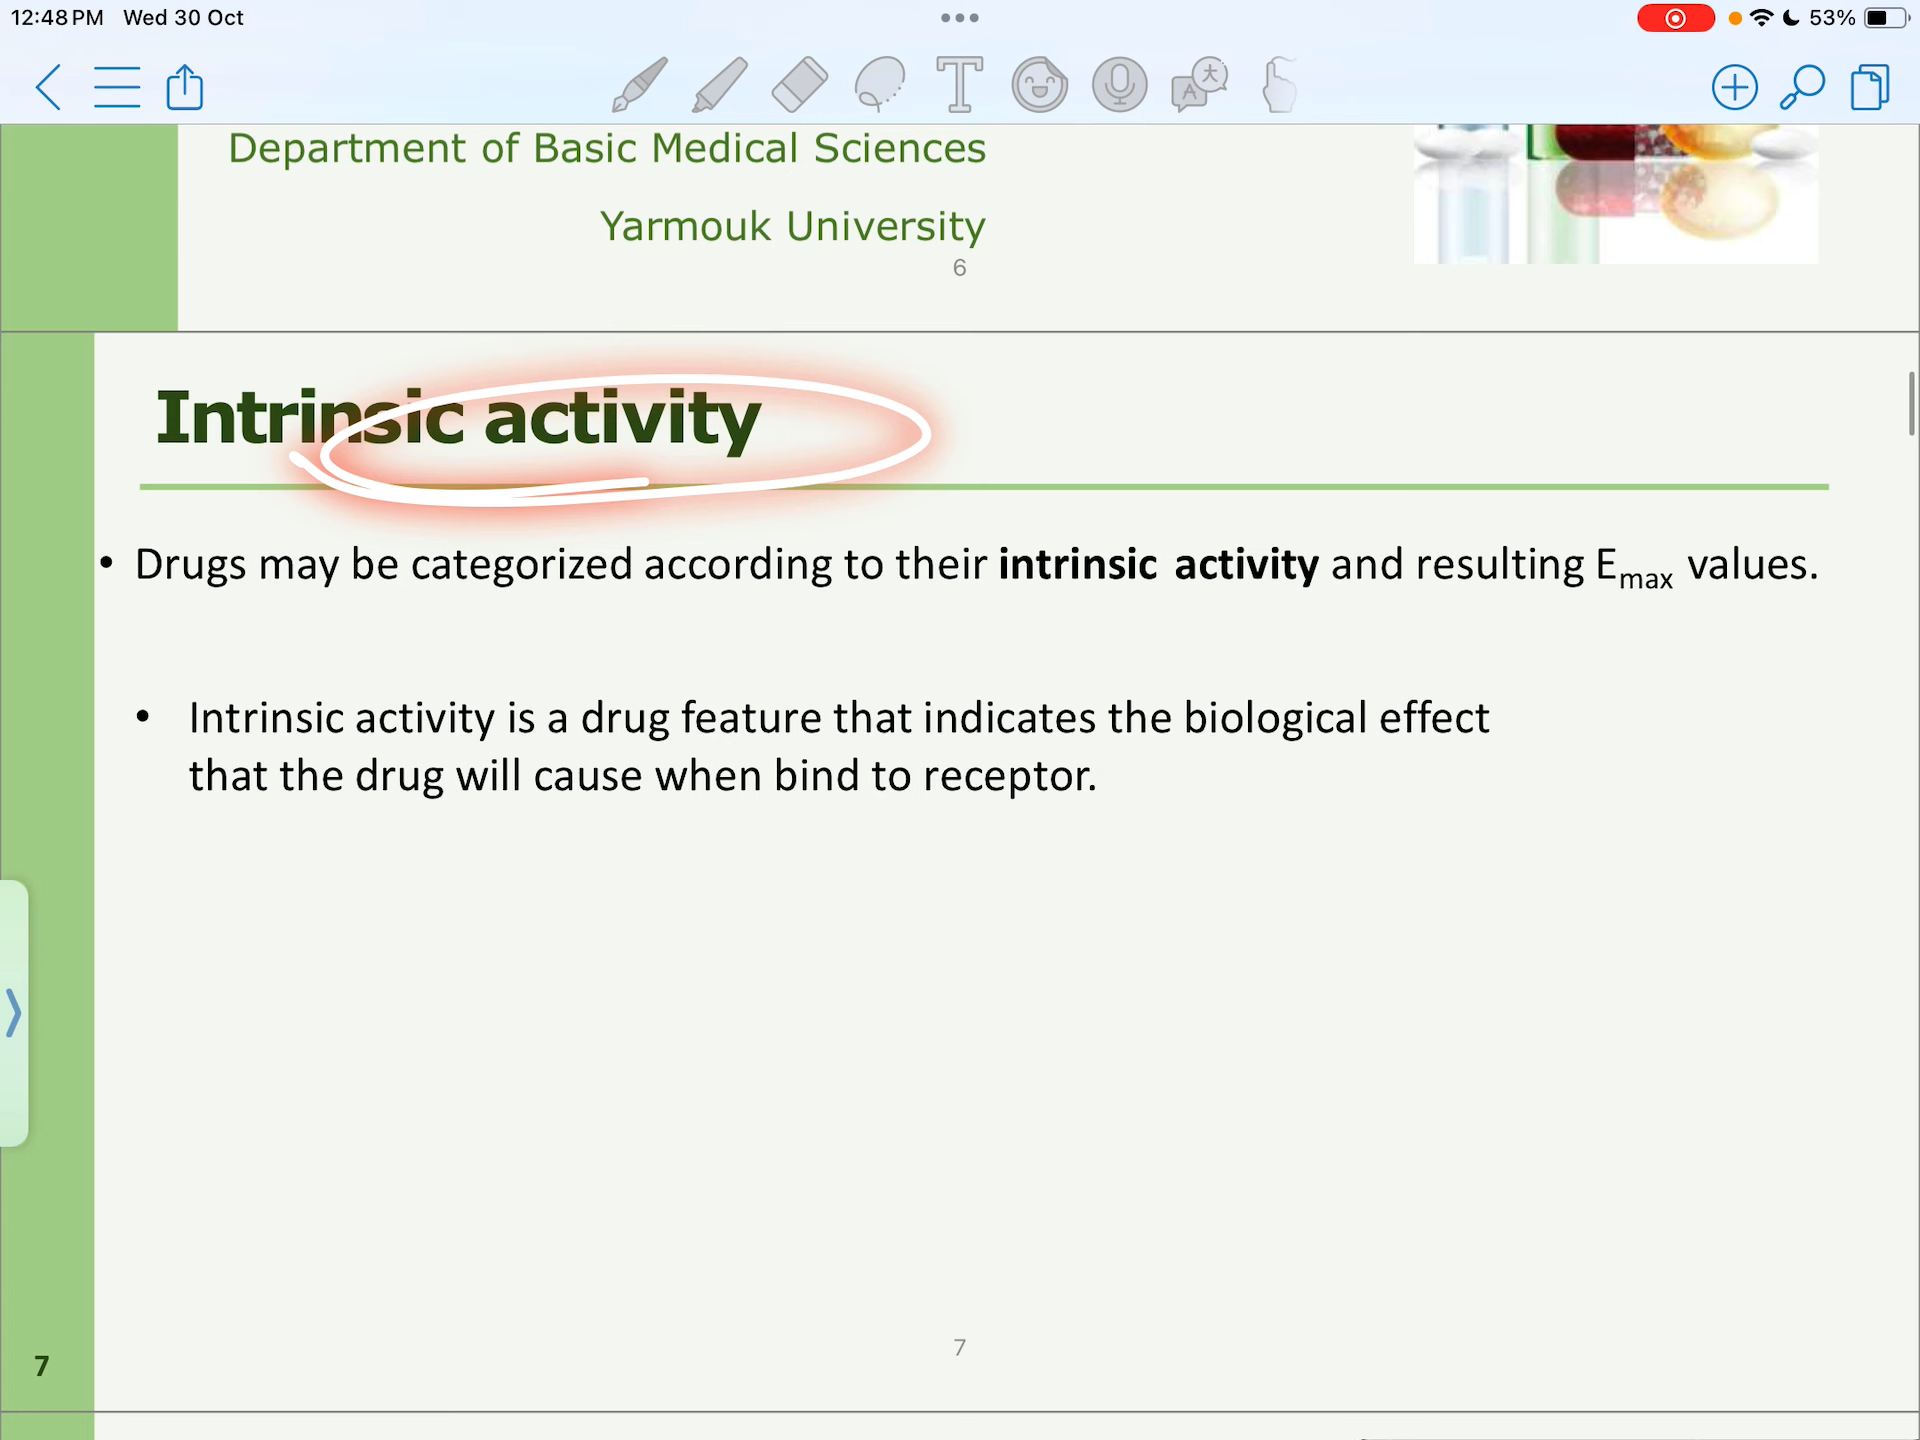 12:48 PM Wed 30 Oct
53%
Department of Basic Medical Sciences
Yarmouk University
6
Intrinsic activity
• Drugs may be categorized according to their intrinsic activity and resulting Emax values.
• Intrinsic activity is a drug feature that indicates the biological effect
that the drug will cause when bind to receptor.
7
7